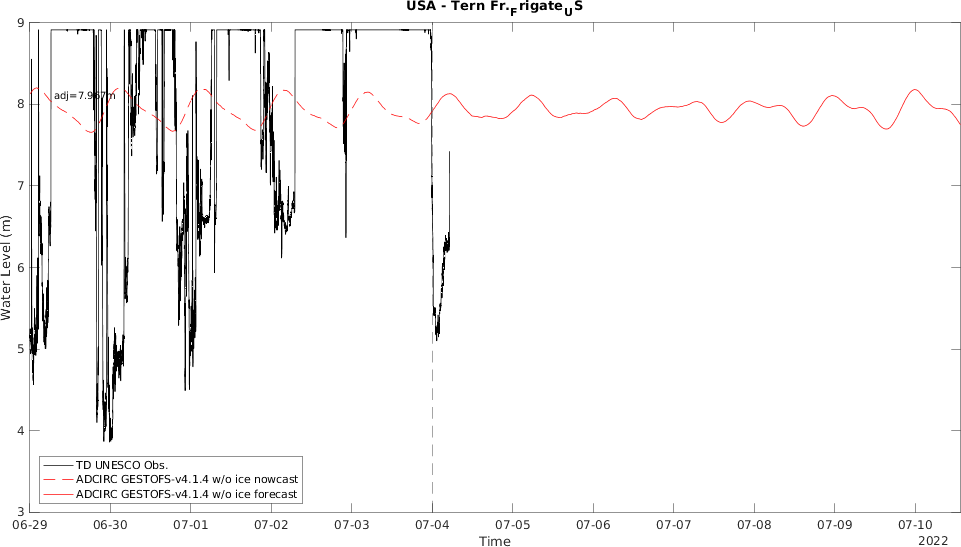 USA - Tern Fr.FrigateUS
9
8
7
6
5
4
3
Water Level (m)
adj=7.967m
TD UNESCO Obs.
ADCIRC GESTOFS-v4.1.4 w/o ice nowcast
ADCIRC GESTOFS-v4.1.4 w/o ice forecast
06-29 06-30 07-01 07-02 07-03 07-04 07-05 07-06 07-07 07-08 07-09 07-10
Time
2022